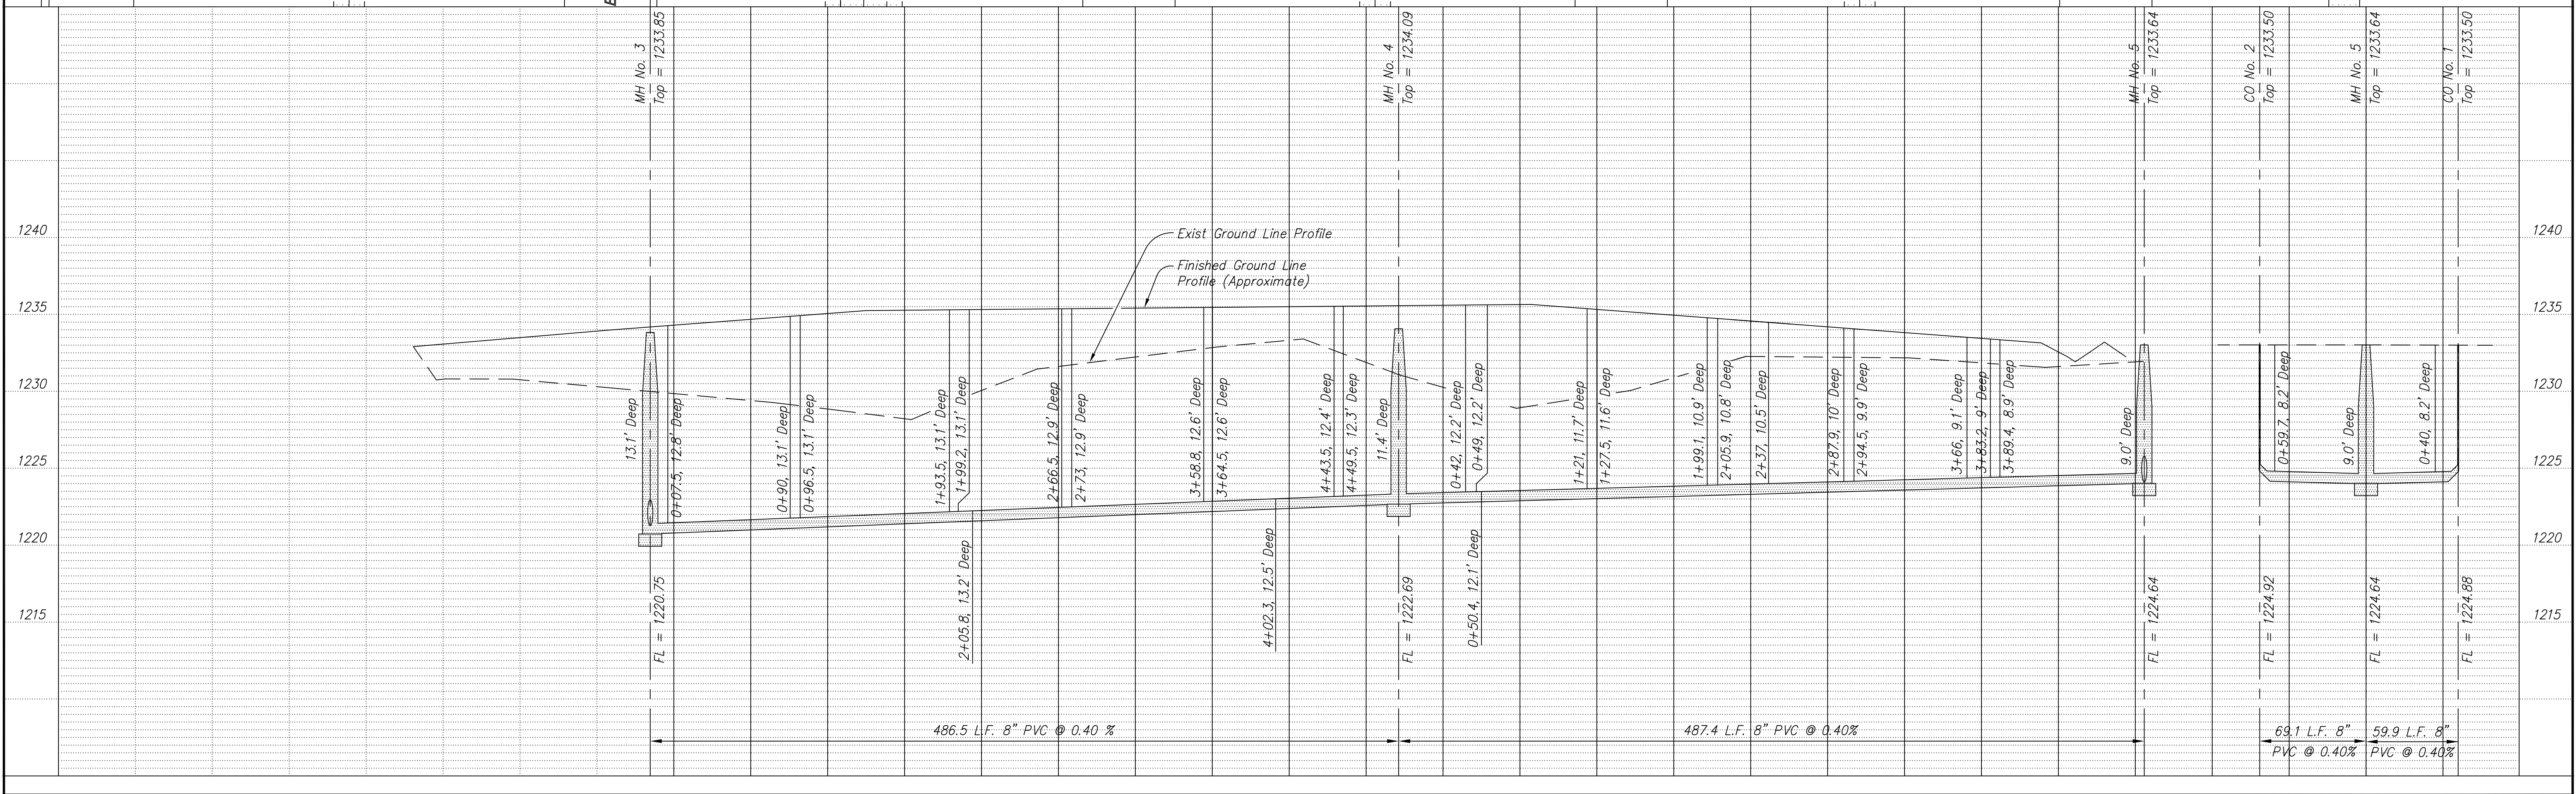 MH No. 3
Top = 1233.85
MH No. 4
Top = 1234.09
MH No. 5
Top = 1233.64
CO No. 2
Top = 1233.50
MH No. 5
Top = 1233.64
CO No. 1
Top = 1233.50
1240
1240
Exist Ground Line Profile
Finished Ground Line
Profile (Approximate)
1235
1235
1230
1230
13.1' Deep
0+07.5, 12.8' Deep
0+90, 13.1' Deep
0+96.5, 13.1' Deep
1+93.5, 13.1' Deep
1+99.2, 13.1' Deep
2+66.5, 12.9' Deep
2+73, 12.9' Deep
3+58.8, 12.6' Deep
3+64.5, 12.6' Deep
4+43.5, 12.4' Deep
4+49.5, 12.3' Deep
11.4' Deep
0+42, 12.2' Deep
0+49, 12.2' Deep
1+21, 11.7' Deep
1+27.5, 11.6' Deep
1+99.1, 10.9' Deep
2+05.9, 10.8' Deep
2+37, 10.5' Deep
2+87.9, 10' Deep
2+94.5, 9.9' Deep
3+66, 9.1' Deep
3+83.2, 9' Deep
3+89.4, 8.9' Deep
9.0' Deep
0+59.7, 8.2' Deep
9.0' Deep
0+40, 8.2' Deep
1225
1225
1220
1220
2+05.8, 13.2' Deep
4+02.3, 12.5' Deep
0+50.4, 12.1' Deep
1215
1215
FL = 1220.75
FL = 1222.69
FL = 1224.64
FL = 1224.92
FL = 1224.64
FL = 1224.88
486.5 L.F. 8" PVC @ 0.40 %
487.4 L.F. 8" PVC @ 0.40%
69.1 L.F. 8"
PVC @ 0.40%
59.9 L.F. 8"
PVC @ 0.40%